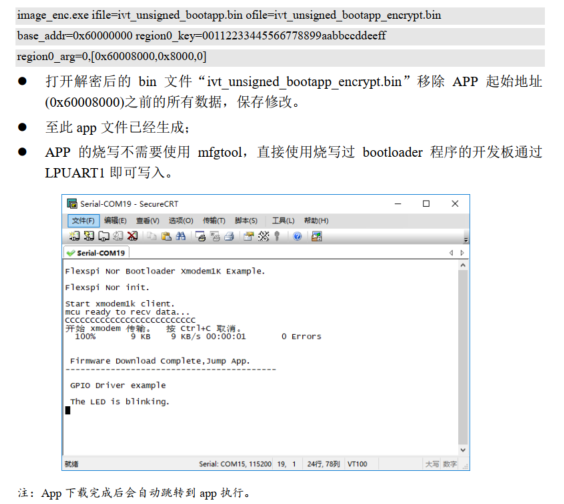 image_enc.exe ifile=ivt_unsigned_bootapp.bin ofile=ivt_unsigned_bootapp_encrypt.bin
base_addr=0x60000000 region0_key=00112233445566778899aabbccddeeff
region0_arg=0,[0x60008000,0x8000,0]
● 打开解密后的 bin 文件“ivt_unsigned_bootapp_encrypt.bin”移除 APP 起始地址
(0x60008000)之前的所有数据，保存修改。
● 至此 app 文件已经生成；
● APP 的烧写不需要使用 mfgtool，直接使用烧写过 bootloader 程序的开发板通过
LPUART1 即可写入。
Serial-COM19 - SecureCRT
文件(F) 编辑(E) 查看(V) 选项(O) 传输(T) 脚本(S) 工具(L) 帮助(H)
Serial-COM19
Flexspi Nor Bootloader Xmodem1K Example.
Flexspi Nor init.
Start xmodem1k client.
mcu ready to recv data...
CCCCCCCCCCCCCCCCCCCCCCCCCC
开始 xmodem 传输。 按 Ctrl+C 取消。
100% 9 KB 9 KB/s 00:00:01 0 Errors
Firmware Download Complete,Jump App.
------------------------------------------
GPIO Driver example
The LED is blinking.
就绪 Serial: COM15, 115200 19, 1 24行, 78列 VT100 大写 数字
注：App 下载完成后会自动跳转到 app 执行。